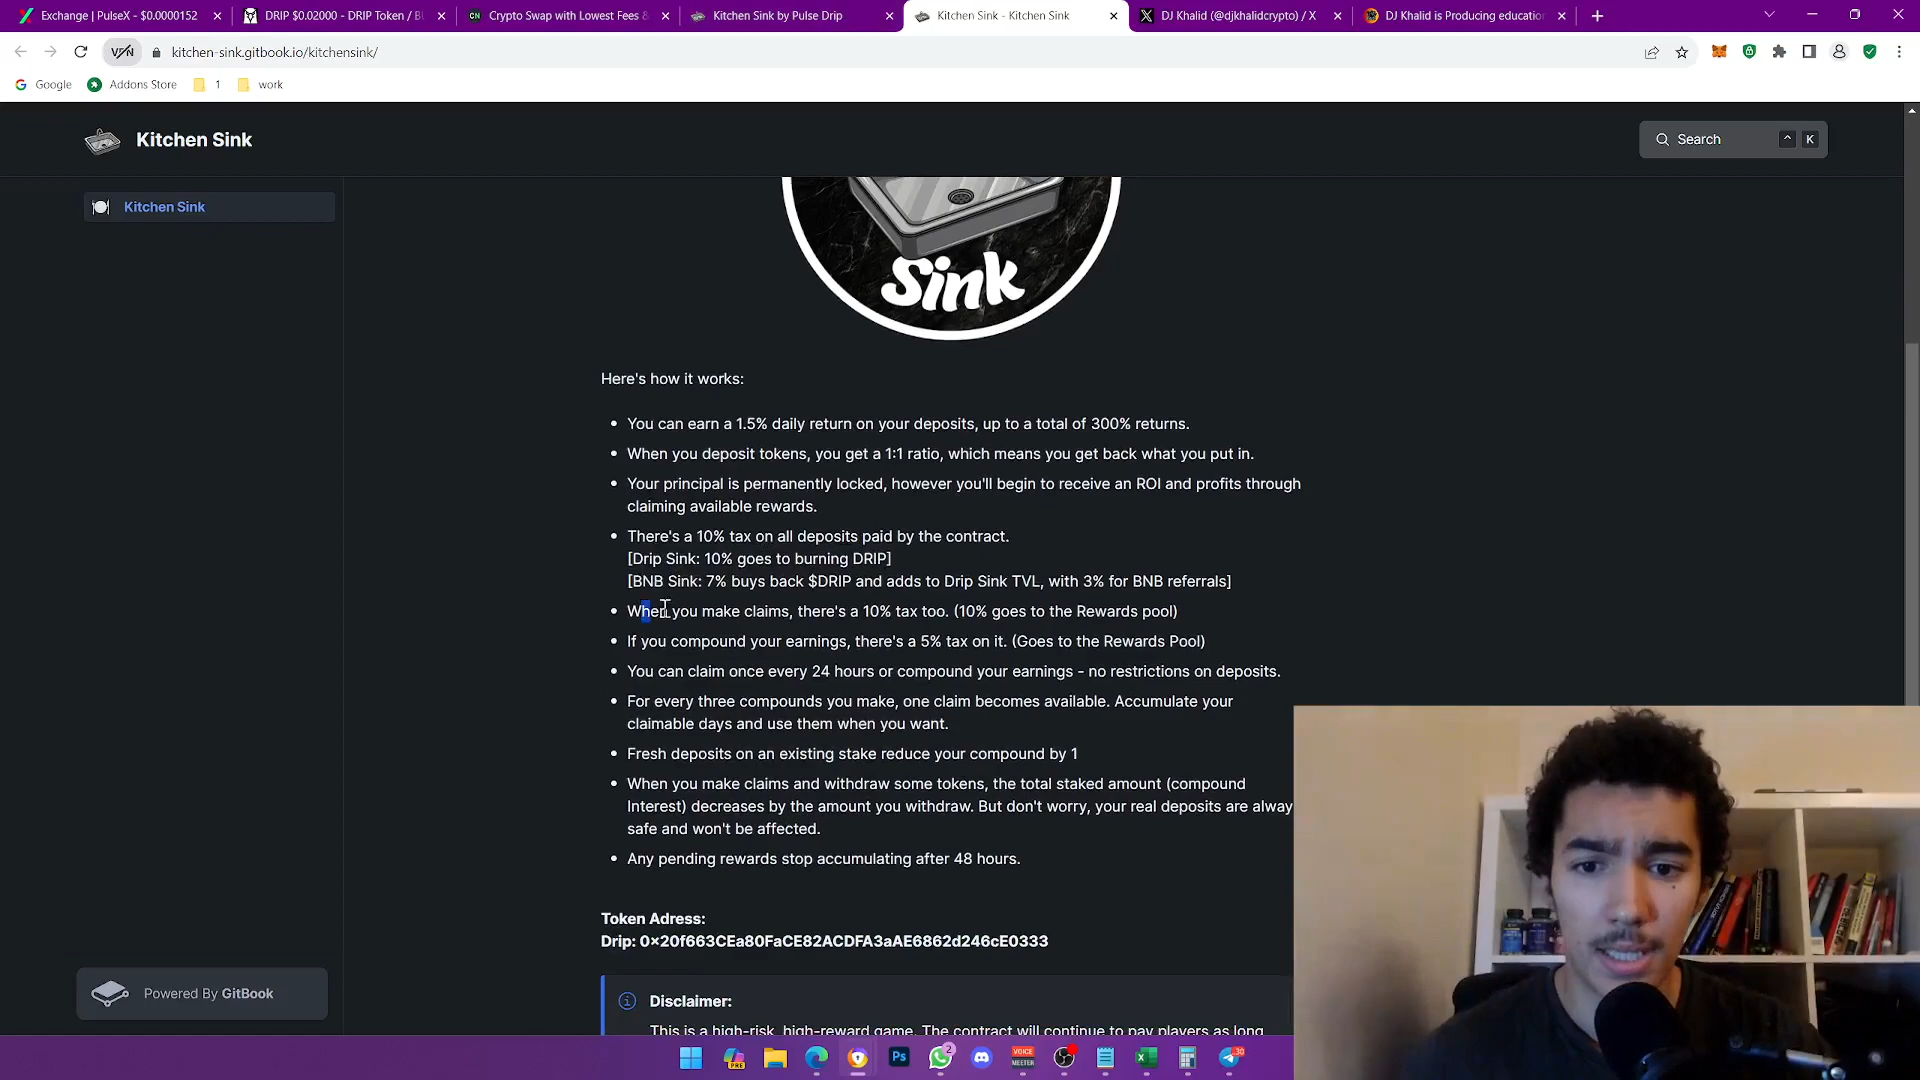 Exchange | PulseX - $0.0000152
DRIP $0.02000 - DRIP Token / B
Crypto Swap with Lowest Fees &
Kitchen Sink by Pulse Drip
Kitchen Sink - Kitchen Sink
DJ Khalid (@djkhalidcrypto) / X
DJ Khalid is Producing educatio
VPN
kitchen-sink.gitbook.io/kitchensink/
Google
Addons Store
1
work
Kitchen Sink
Search
^ K
Kitchen Sink
Sink
Here's how it works:
• You can earn a 1.5% daily return on your deposits, up to a total of 300% returns.
• When you deposit tokens, you get a 1:1 ratio, which means you get back what you put in.
• Your principal is permanently locked, however you'll begin to receive an ROI and profits through
claiming available rewards.
• There's a 10% tax on all deposits paid by the contract.
[Drip Sink: 10% goes to burning DRIP]
[BNB Sink: 7% buys back $DRIP and adds to Drip Sink TVL, with 3% for BNB referrals]
• When you make claims, there's a 10% tax too. (10% goes to the Rewards pool)
• If you compound your earnings, there's a 5% tax on it. (Goes to the Rewards Pool)
• You can claim once every 24 hours or compound your earnings - no restrictions on deposits.
• For every three compounds you make, one claim becomes available. Accumulate your
claimable days and use them when you want.
• Fresh deposits on an existing stake reduce your compound by 1
• When you make claims and withdraw some tokens, the total staked amount (compound
Interest) decreases by the amount you withdraw. But don't worry, your real deposits are alway
safe and won't be affected.
• Any pending rewards stop accumulating after 48 hours.
Token Adress:
Drip: 0x20f663CEa80FaCE82ACDFA3aAE6862d246cE0333
Disclaimer:
This is a high-risk, high-reward game. The contract will continue to pay players as long
Powered By GitBook
PRE
Ps
2
VOICE
MEETER
30